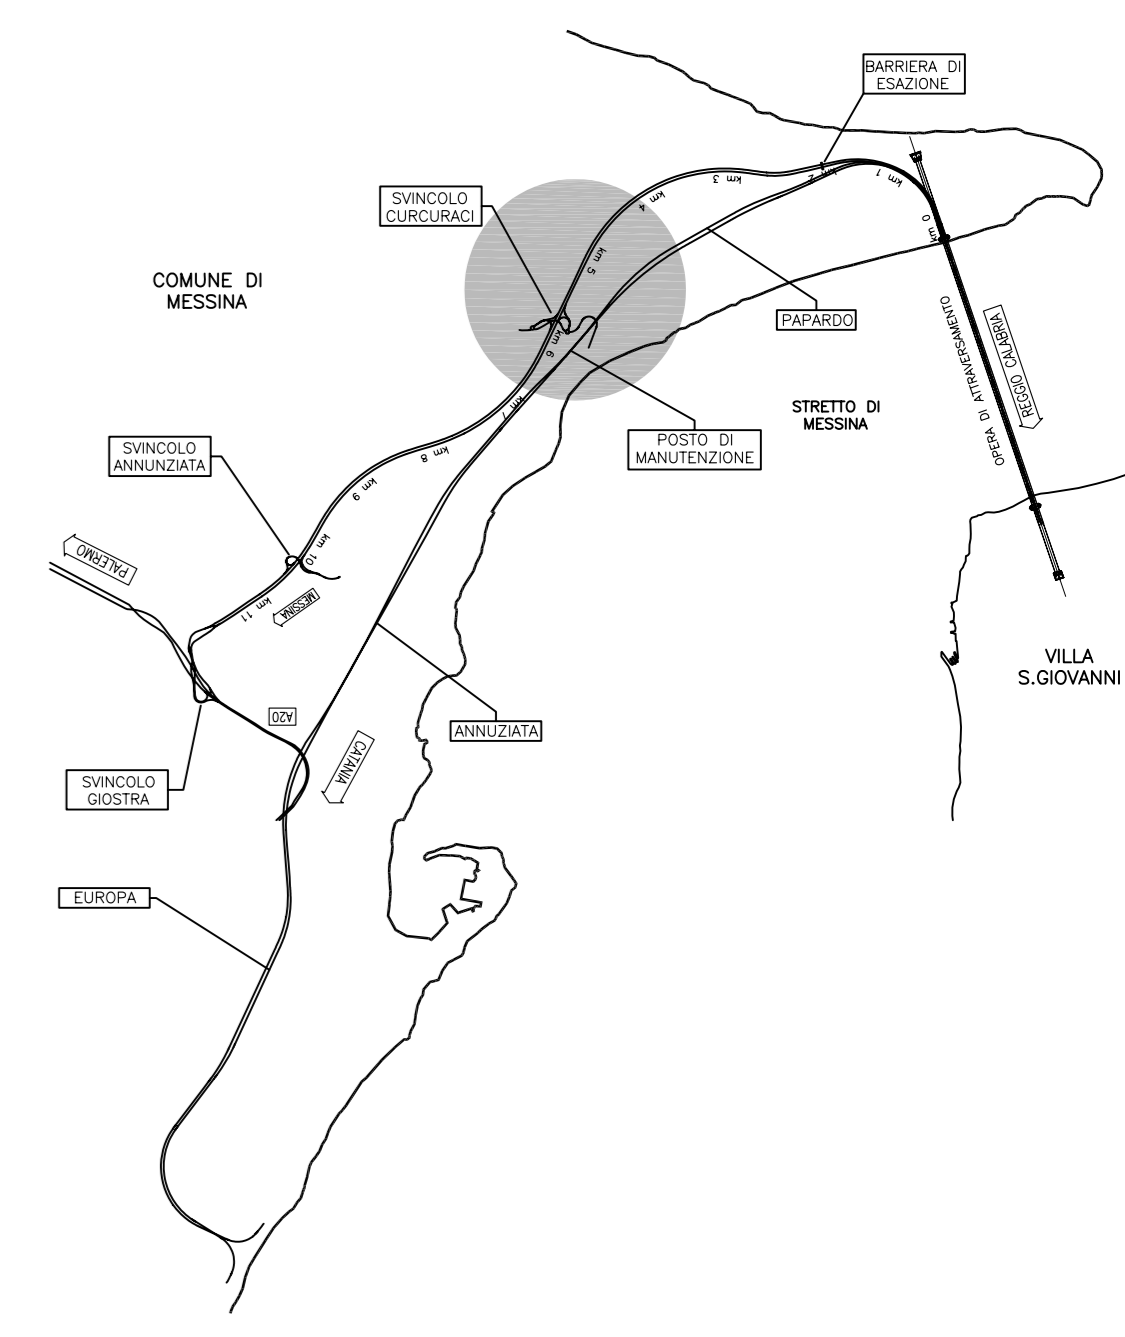 BARRIERA DI
ESAZIONE
SVINCOLO
CURCURACI
km 3
km 2
km 1
km 4
km 0
COMUNE DI
MESSINA
km 5
PAPARDO
km 6
OPERA DI ATTRAVERSAMENTO
REGGIO CALABRIA
STRETTO DI
MESSINA
km 7
POSTO DI
MANUTENZIONE
SVINCOLO
ANNUNZIATA
km 8
km 9
PALERMO
km 10
MESSINA
km 11
VILLA
S.GIOVANNI
A20
ANNUZIATA
CATANIA
SVINCOLO
GIOSTRA
EUROPA